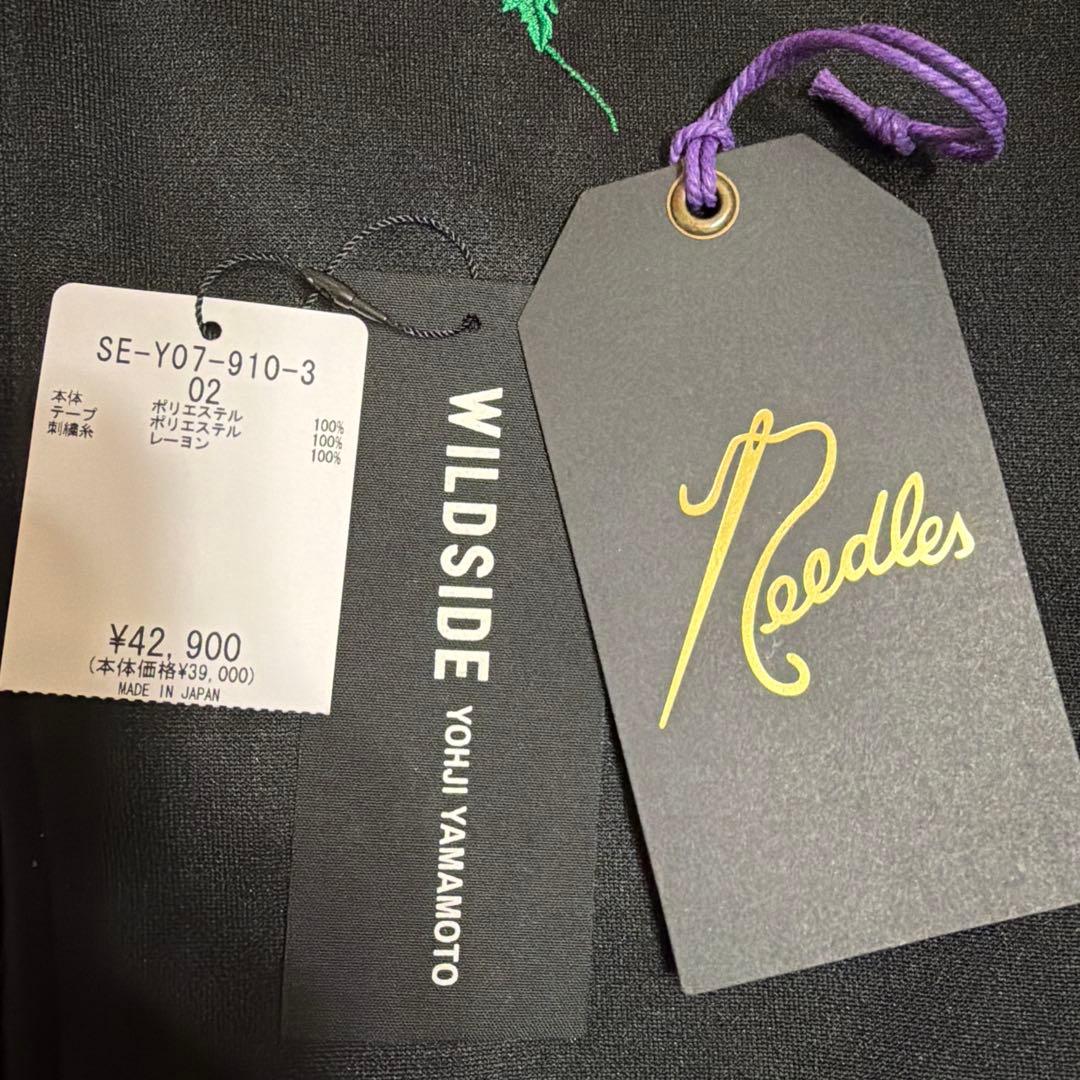 SE-Y07-910-3
02
本体 ポリエステル 100%
テープ ポリエステル 100%
刺繍糸 レーヨン 100%
¥42,900
(本体価格¥39,000)
MADE IN JAPAN
WILDSIDE YOHJI YAMAMOTO
Needles